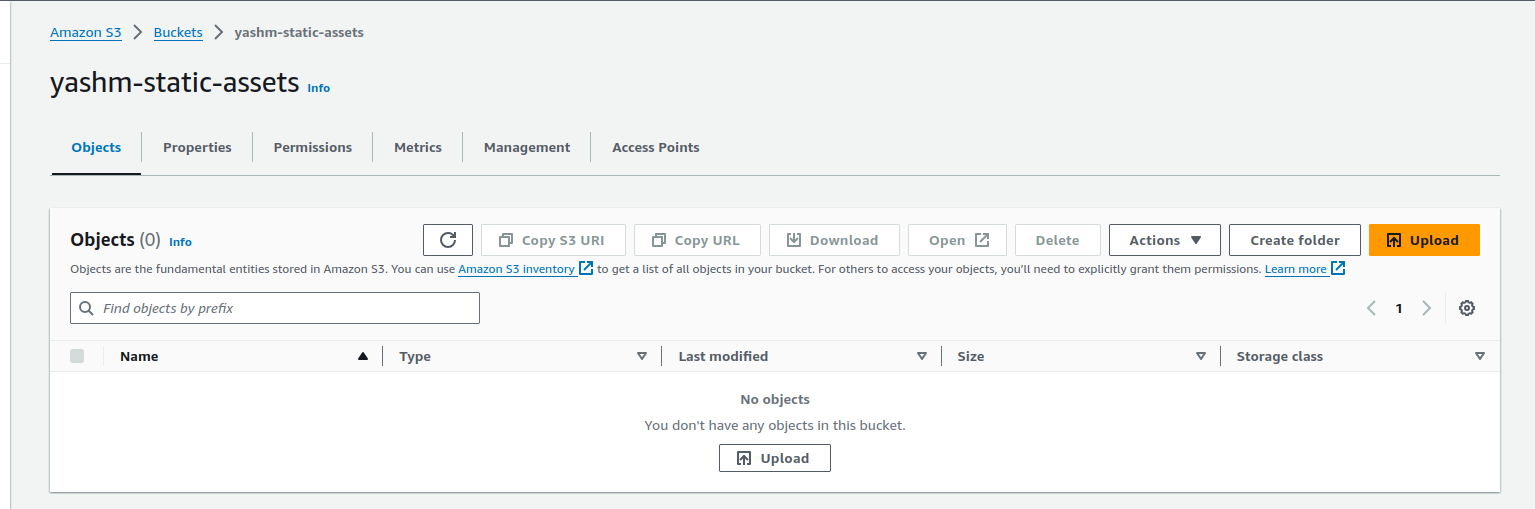 Amazon S3 > Buckets > yashm-static-assets
yashm-static-assets Info
Objects Properties Permissions Metrics Management Access Points
Objects (0) Info Copy S3 URI Copy URL Download Open Delete Actions Create folder Upload
Objects are the fundamental entities stored in Amazon S3. You can use Amazon S3 inventory to get a list of all objects in your bucket. For others to access your objects, you'll need to explicitly grant them permissions. Learn more
Find objects by prefix 1
Name Type Last modified Size Storage class
No objects
You don't have any objects in this bucket.
Upload